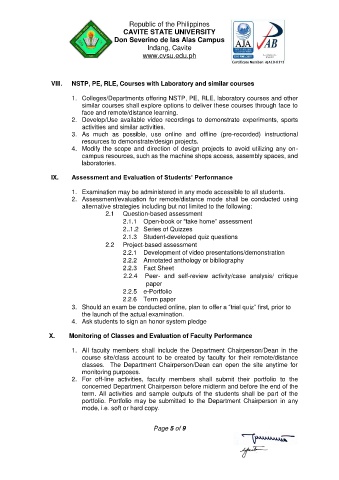 Republic of the Philippines
CAVITE STATE UNIVERSITY
Don Severino de las Alas Campus
Indang, Cavite
www.cvsu.edu.ph
AJA
PAB
VIII. NSTP, PE, RLE, Courses with Laboratory and similar courses
1. Colleges/Departments offering NSTP, PE, RLE, laboratory courses and other
similar courses shall explore options to deliver these courses through face to
face and remote/distance learning.
2. Develop/Use available video recordings to demonstrate experiments, sports
activities and similar activities.
3. As much as possible, use online and offline (pre-recorded) instructional
resources to demonstrate/design projects.
4. Modify the scope and direction of design projects to avoid utilizing any on-
campus resources, such as the machine shops access, assembly spaces, and
laboratories.
IX. Assessment and Evaluation of Students' Performance
1. Examination may be administered in any mode accessible to all students.
2. Assessment/evaluation for remote/distance mode shall be conducted using
alternative strategies including but not limited to the following:
2.1 Question-based assessment
2.1.1 Open-book or "take home" assessment
2..1.2 Series of Quizzes
2.1.3 Student-developed quiz questions
2.2 Project-based assessment
2.2.1 Development of video presentations/demonstration
2.2.2 Annotated anthology or bibliography
2.2.3 Fact Sheet
2.2.4 Peer- and self-review activity/case analysis/ critique
paper
2.2.5 e-Portfolio
2.2.6 Term paper
3. Should an exam be conducted online, plan to offer a "trial quiz" first, prior to
the launch of the actual examination.
4. Ask students to sign an honor system pledge
X. Monitoring of Classes and Evaluation of Faculty Performance
1. All faculty members shall include the Department Chairperson/Dean in the
course site/class account to be created by faculty for their remote/distance
classes. The Department Chairperson/Dean can open the site anytime for
monitoring purposes.
2. For off-line activities, faculty members shall submit their portfolio to the
concerned Department Chairperson before midterm and before the end of the
term. All activities and sample outputs of the students shall be part of the
portfolio. Portfolio may be submitted to the Department Chairperson in any
mode, i.e. soft or hard copy.
Page 5 of 9